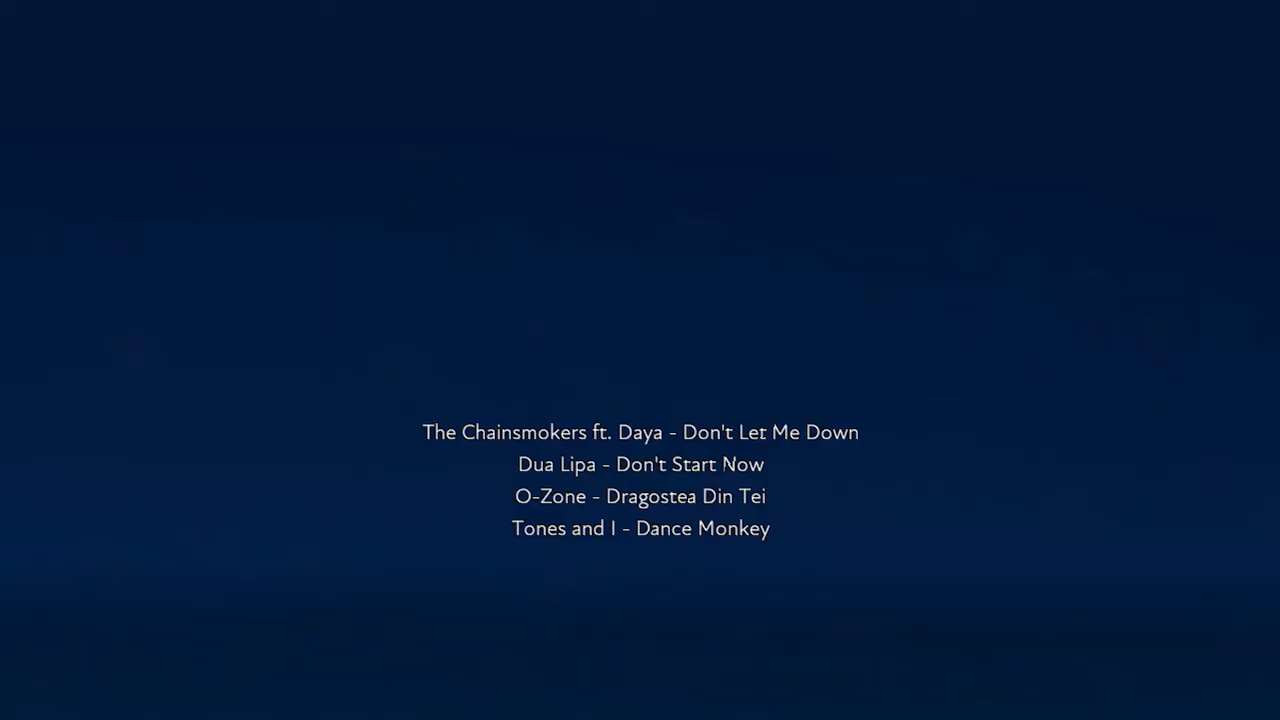 The Chainsmokers ft. Daya - Don't Let Me Down
Dua Lipa - Don't Start Now
O-Zone - Dragostea Din Tei
Tones and I - Dance Monkey